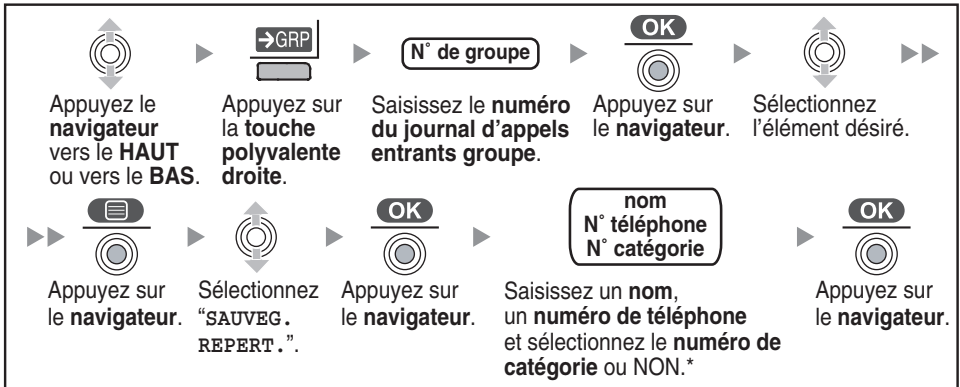 →GRP
N° de groupe
OK
Appuyez le
navigateur
vers le HAUT
ou vers le BAS.
Appuyez sur
la touche
polyvalente
droite.
Saisissez le numéro
du journal d’appels
entrants groupe.
Appuyez sur
le navigateur.
Sélectionnez
l’élément désiré.
OK
nom
N° téléphone
N° catégorie
OK
Appuyez sur
le navigateur.
Sélectionnez
“SAUVEG.
REPERT.”.
Appuyez sur
le navigateur.
Saisissez un nom,
un numéro de téléphone
et sélectionnez le numéro de
catégorie ou NON.*
Appuyez sur
le navigateur.